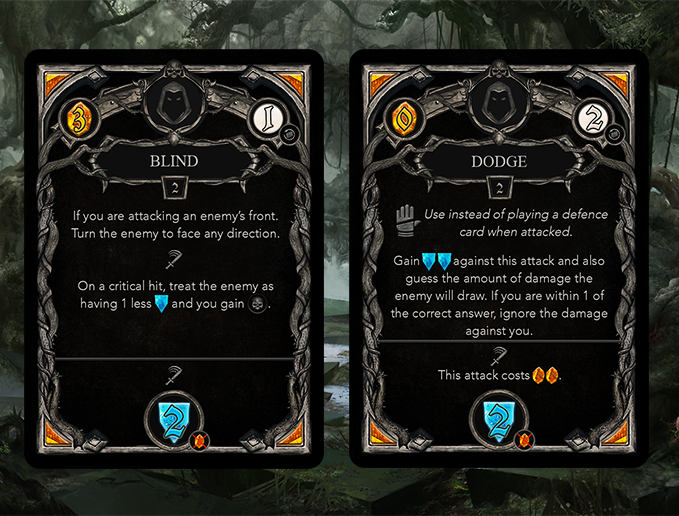 3
1
BLIND
2
If you are attacking an enemy's front.
Turn the enemy to face any direction.
On a critical hit, treat the enemy as
having 1 less and you gain .
2
0
2
DODGE
2
Use instead of playing a defence
card when attacked.
Gain against this attack and also
guess the amount of damage the
enemy will draw. If you are within 1 of
the correct answer, ignore the damage
against you.
This attack costs .
2